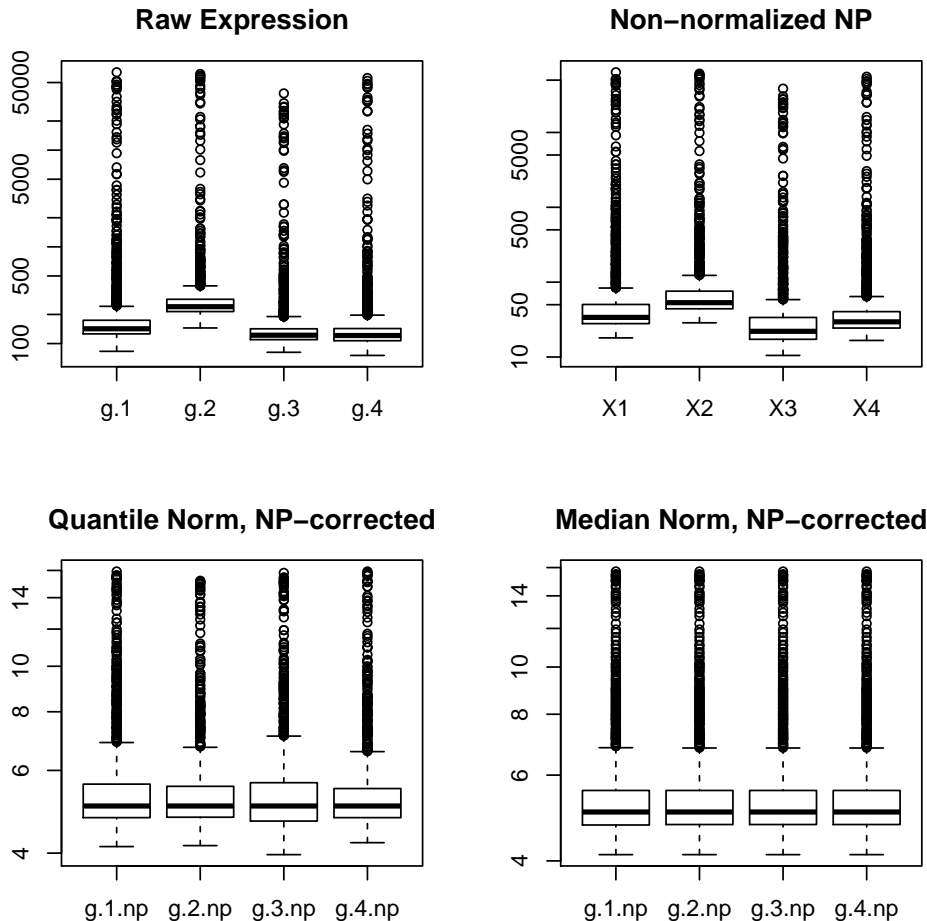 Raw Expression
50000
5000
500
100
g.1 g.2 g.3 g.4
Non−normalized NP
5000
500
50
10
X1 X2 X3 X4
Quantile Norm, NP−corrected
14
10
8
6
4
g.1.np g.2.np g.3.np g.4.np
Median Norm, NP−corrected
14
10
8
6
4
g.1.np g.2.np g.3.np g.4.np